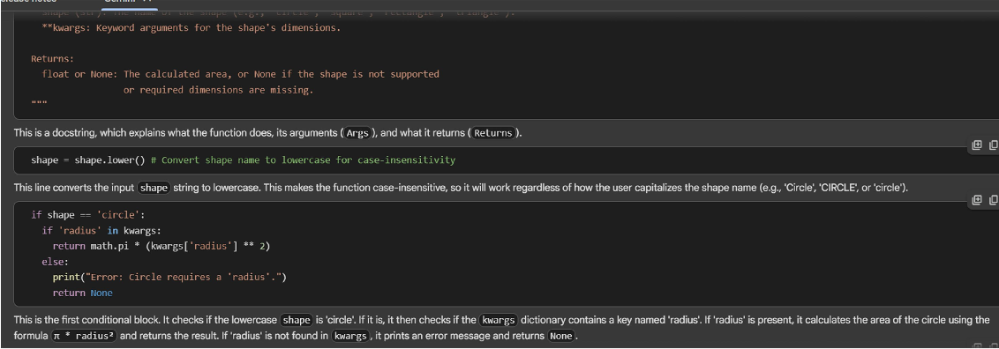 Gemini
shape (str): The name of the shape (e.g., 'circle', 'square', 'rectangle', 'triangle').
**kwargs: Keyword arguments for the shape's dimensions.
Returns:
float or None: The calculated area, or None if the shape is not supported
or required dimensions are missing.
"""
This is a docstring, which explains what the function does, its arguments ( Args ), and what it returns ( Returns ).
shape = shape.lower() # Convert shape name to lowercase for case-insensitivity
This line converts the input shape string to lowercase. This makes the function case-insensitive, so it will work regardless of how the user capitalizes the shape name (e.g., 'Circle', 'CIRCLE', or 'circle').
if shape == 'circle':
if 'radius' in kwargs:
return math.pi * (kwargs['radius'] ** 2)
else:
print("Error: Circle requires a 'radius'.")
return None
This is the first conditional block. It checks if the lowercase shape is 'circle'. If it is, it then checks if the kwargs dictionary contains a key named 'radius'. If 'radius' is present, it calculates the area of the circle using the
formula π * radius² and returns the result. If 'radius' is not found in kwargs , it prints an error message and returns None .